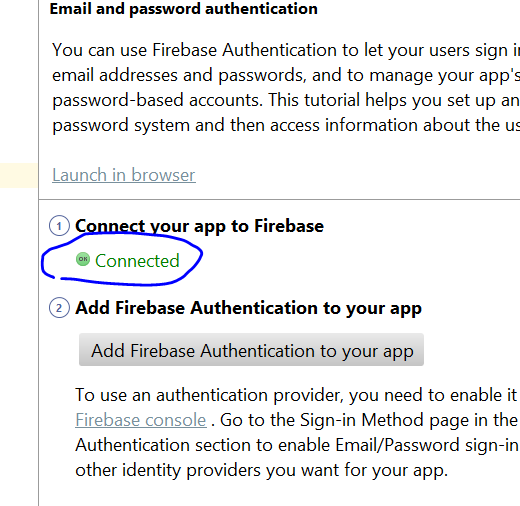 Email and password authentication
You can use Firebase Authentication to let your users sign i
email addresses and passwords, and to manage your app's
password-based accounts. This tutorial helps you set up an
password system and then access information about the us
Launch in browser
1 Connect your app to Firebase
OK Connected
2 Add Firebase Authentication to your app
Add Firebase Authentication to your app
To use an authentication provider, you need to enable it
Firebase console . Go to the Sign-in Method page in the
Authentication section to enable Email/Password sign-in
other identity providers you want for your app.